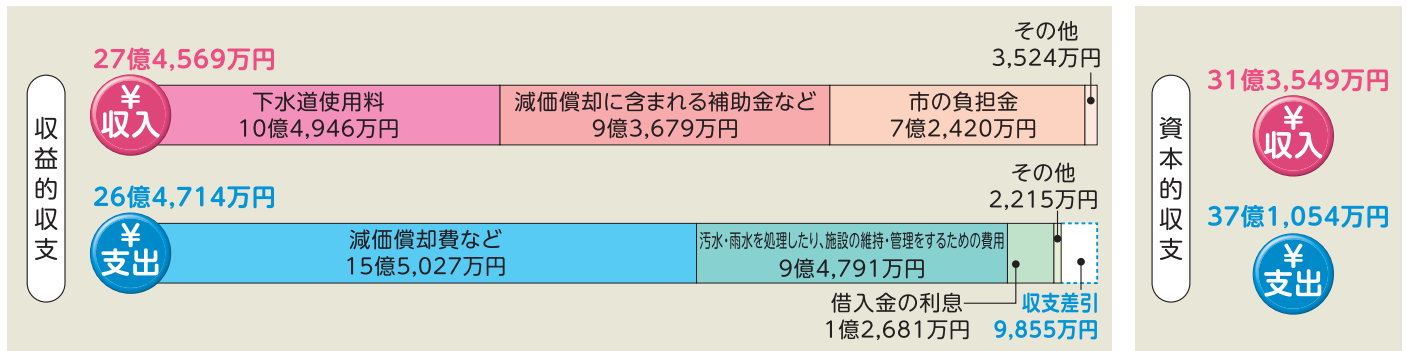 収益的収支
27億4,569万円
¥
収入
下水道使用料
10億4,946万円
減価償却に含まれる補助金など
9億3,679万円
市の負担金
7億2,420万円
その他
3,524万円
26億4,714万円
¥
支出
減価償却費など
15億5,027万円
汚水・雨水を処理したり、施設の維持・管理をするための費用
9億4,791万円
借入金の利息
1億2,681万円
その他
2,215万円
収支差引
9,855万円
資本的収支
31億3,549万円
¥
収入
37億1,054万円
¥
支出